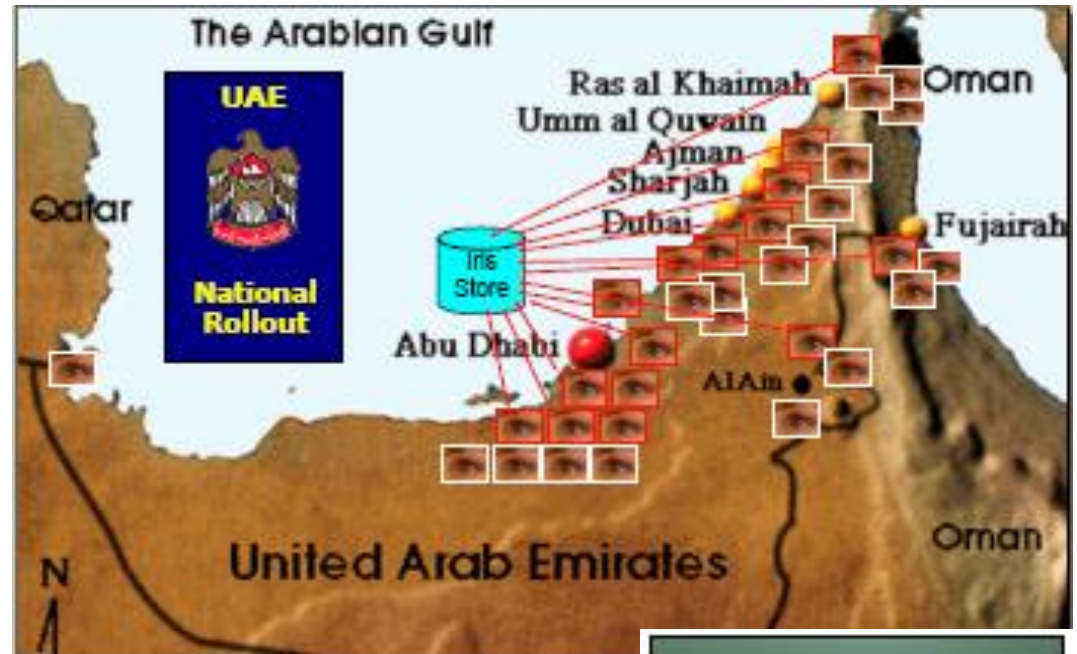 The Arabian Gulf
UAE
National
Rollout
Ras al Khaimah
Oman
Umm al Quwain
Ajman
Sharjah
Qatar
Dubai
Fujairah
Iris
Store
Abu Dhabi
Al Ain
Oman
United Arab Emirates
N